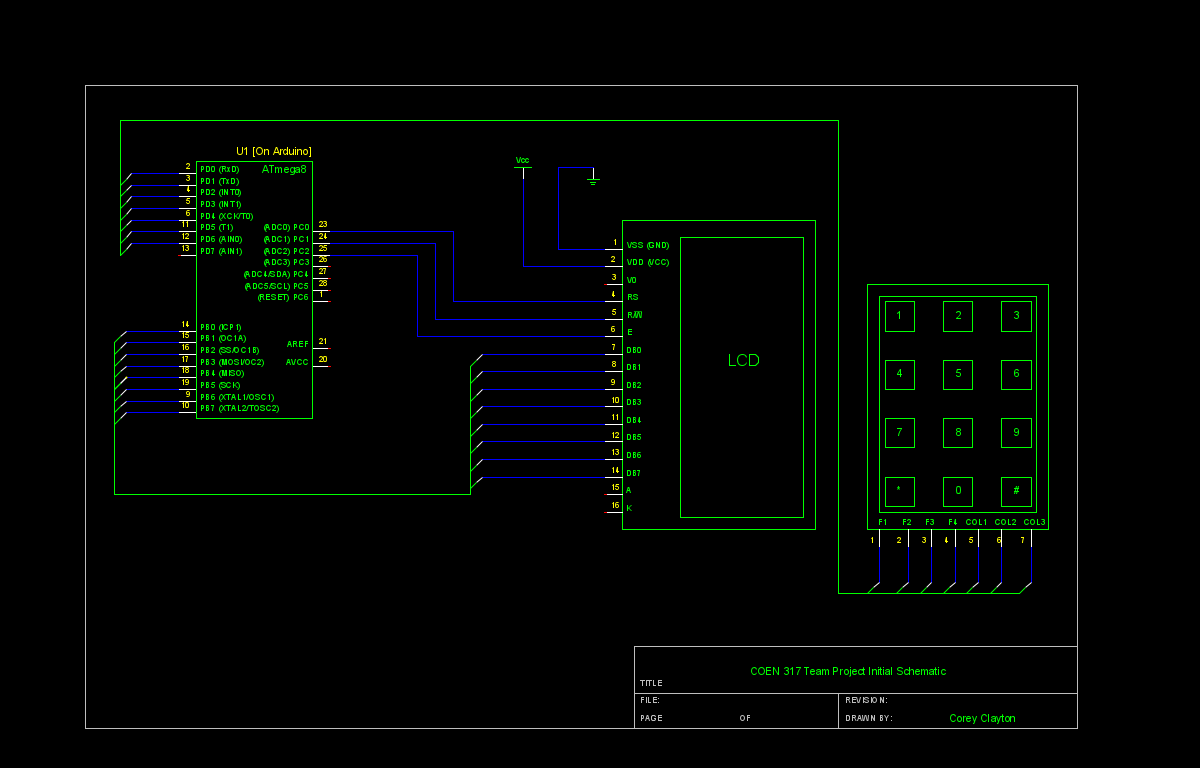 U1 [On Arduino]
ATmega8
2 PD0 (RxD)
3 PD1 (TxD)
4 PD2 (INT0)
5 PD3 (INT1)
6 PD4 (XCK/T0)
11 PD5 (T1)
12 PD6 (AIN0)
13 PD7 (AIN1)
(ADC0) PC0 23
(ADC1) PC1 24
(ADC2) PC2 25
(ADC3) PC3 26
(ADC4/SDA) PC4 27
(ADC5/SCL) PC5 28
(RESET) PC6 1
14 PB0 (ICP1)
15 PB1 (OC1A)
16 PB2 (SS/OC1B)
17 PB3 (MOSI/OC2)
18 PB4 (MISO)
19 PB5 (SCK)
9 PB6 (XTAL1/OSC1)
10 PB7 (XTAL2/TOSC2)
AREF 21
AVCC 20
Vcc
1 VSS (GND)
2 VDD (VCC)
3 V0
4 RS
5 R/W
6 E
7 DB0
8 DB1
9 DB2
10 DB3
11 DB4
12 DB5
13 DB6
14 DB7
15 A
16 K
LCD
1 2 3
4 5 6
7 8 9
* 0 #
F1 F2 F3 F4 COL1 COL2 COL3
1 2 3 4 5 6 7
COEN 317 Team Project Initial Schematic
TITLE
FILE: REVISION:
PAGE OF DRAWN BY: Corey Clayton